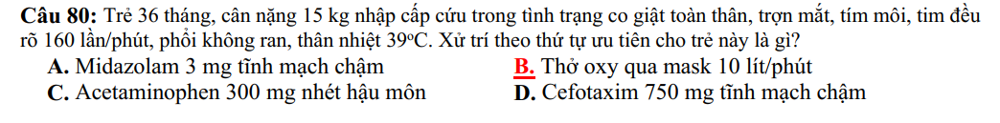 Câu 80: Trẻ 36 tháng, cân nặng 15 kg nhập cấp cứu trong tình trạng co giật toàn thân, trợn mắt, tím môi, tim đều
rõ 160 lần/phút, phổi không ran, thân nhiệt 39ºC. Xử trí theo thứ tự ưu tiên cho trẻ này là gì?
A. Midazolam 3 mg tĩnh mạch chậm B. Thở oxy qua mask 10 lít/phút
C. Acetaminophen 300 mg nhét hậu môn D. Cefotaxim 750 mg tĩnh mạch chậm